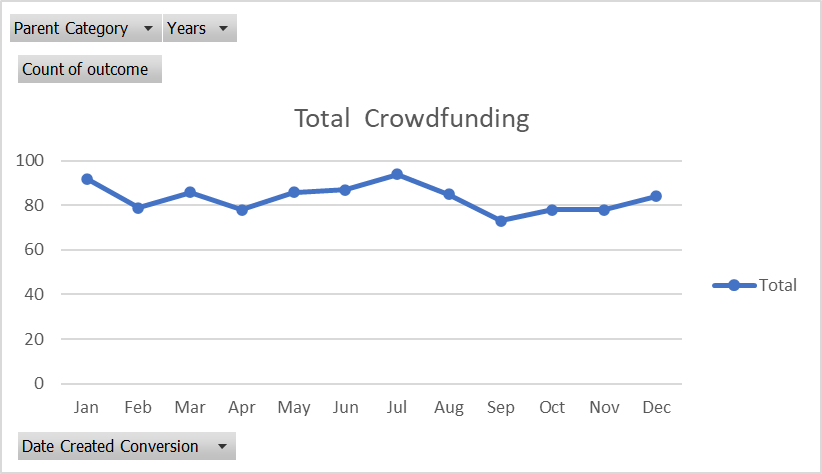 Parent Category Years
Count of outcome
Total Crowdfunding
100
80
60
40
20
0
Jan Feb Mar Apr May Jun Jul Aug Sep Oct Nov Dec
Total
Date Created Conversion